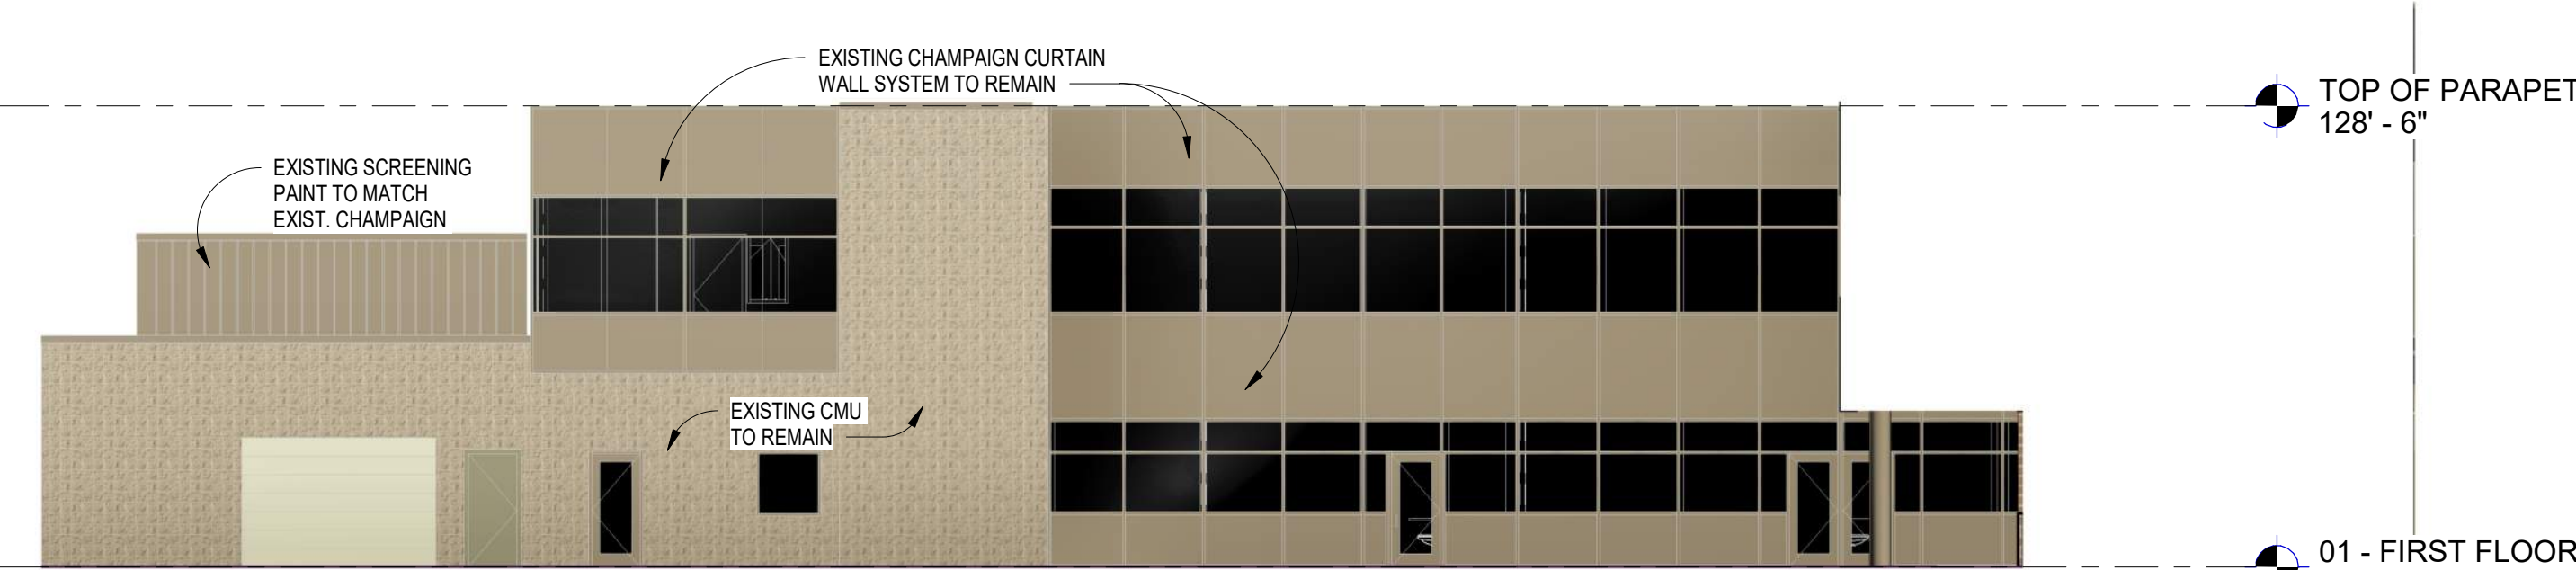 EXISTING CHAMPAIGN CURTAIN
WALL SYSTEM TO REMAIN
TOP OF PARAPET
128' - 6"
EXISTING SCREENING
PAINT TO MATCH
EXIST. CHAMPAIGN
EXISTING CMU
TO REMAIN
01 - FIRST FLOOR